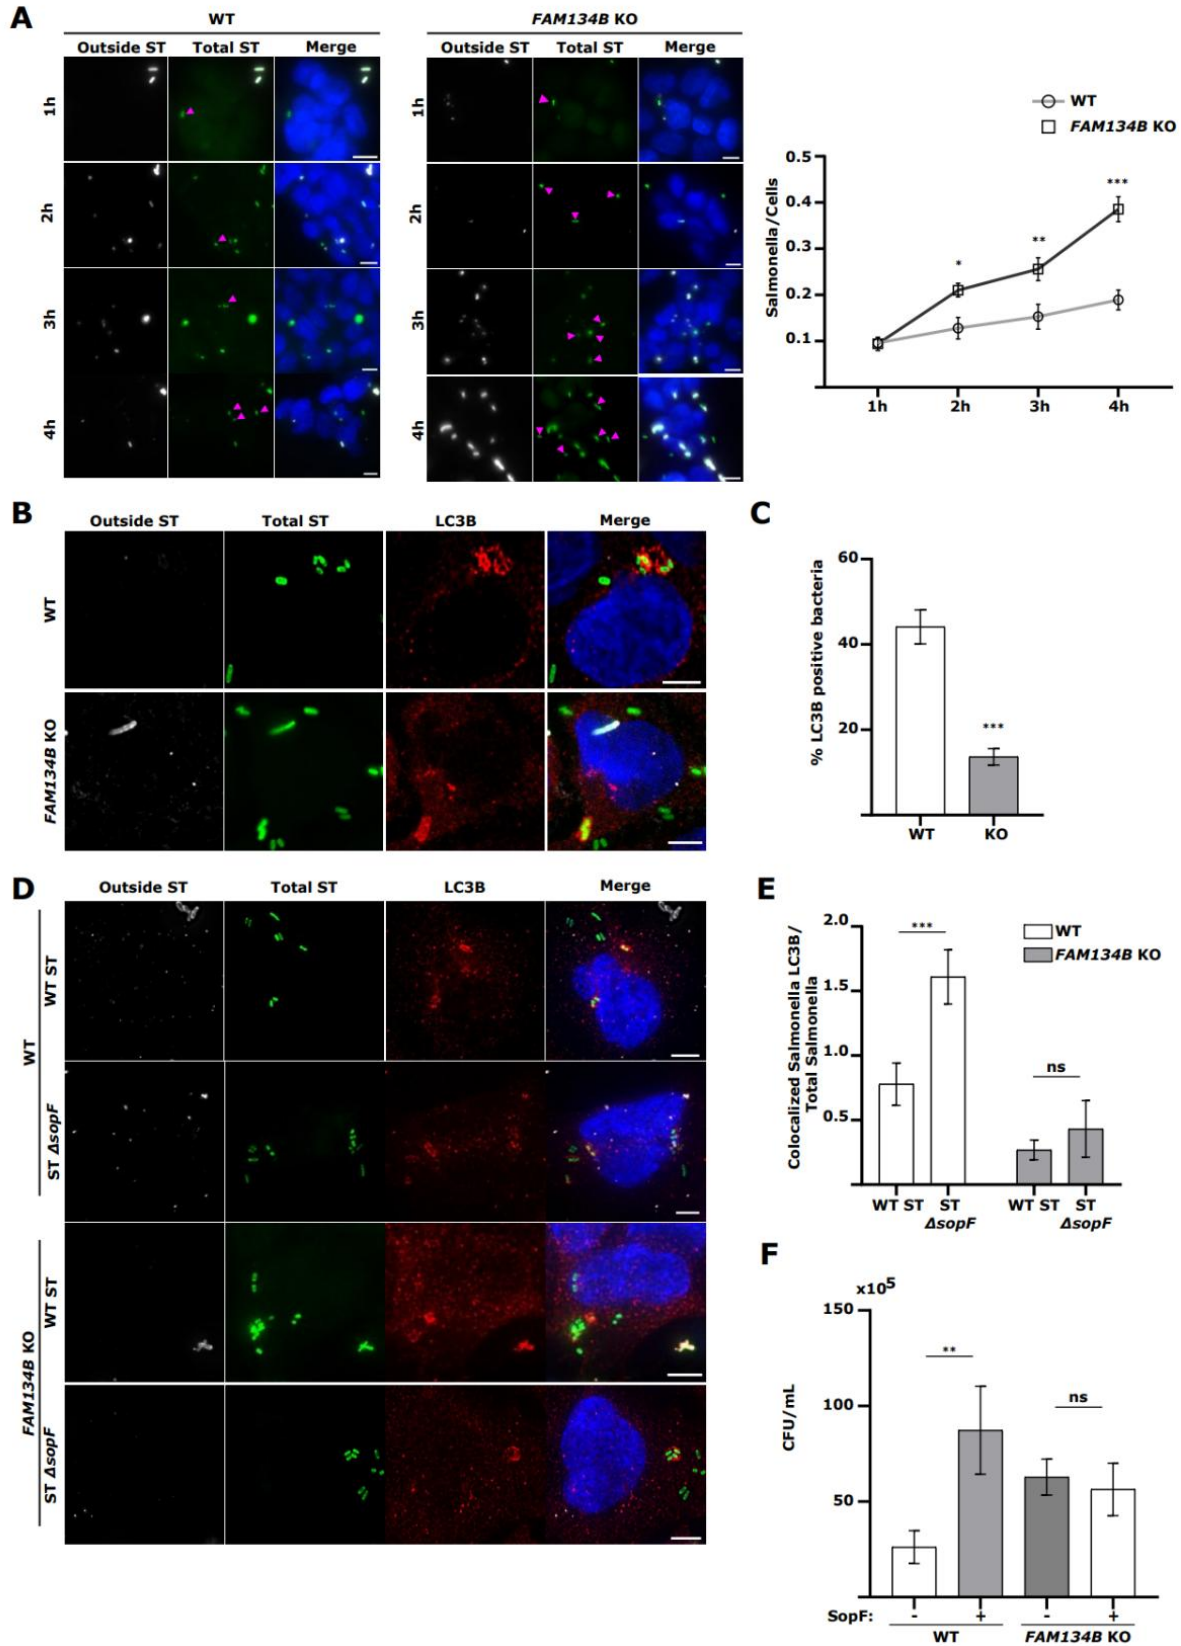 A
WT
Outside ST Total ST Merge
1h
2h
3h
4h
FAM134B KO
Outside ST Total ST Merge
1h
2h
3h
4h
WT
FAM134B KO
Salmonella/Cells
0.5
0.4
0.3
0.2
0.1
*
**
***
1h 2h 3h 4h
B
Outside ST Total ST LC3B Merge
WT
FAM134B KO
C
% LC3B positive bacteria
60
40
20
***
WT KO
D
Outside ST Total ST LC3B Merge
WT
WT ST
ST ΔsopF
FAM134B KO
WT ST
ST ΔsopF
E
Colocalized Salmonella LC3B/
Total Salmonella
2.0
1.5
1.0
0.5
***
ns
WT
FAM134B KO
WT ST ST WT ST ST
ΔsopF ΔsopF
F
x10⁵
CFU/mL
150
100
50
**
ns
SopF: - + - +
WT FAM134B KO